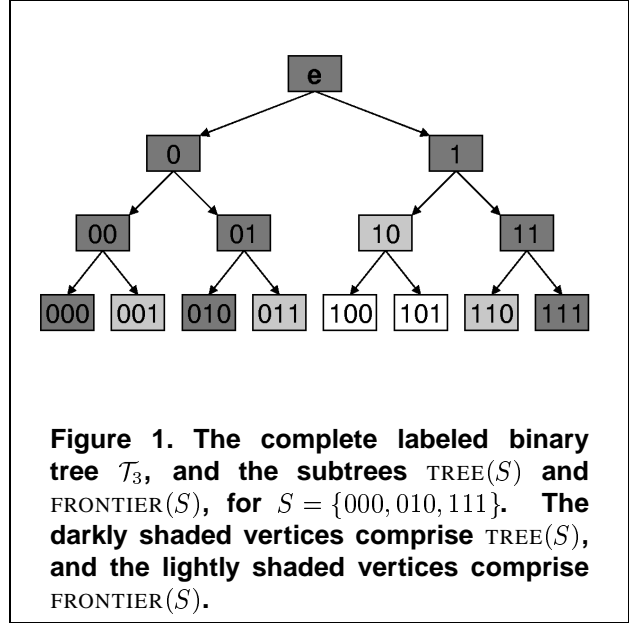 e
0 1
00 01 10 11
000 001 010 011 100 101 110 111
Figure 1. The complete labeled binary
tree 𝒯₃, and the subtrees TREE(S) and
FRONTIER(S), for S = {000, 010, 111}. The
darkly shaded vertices comprise TREE(S),
and the lightly shaded vertices comprise
FRONTIER(S).